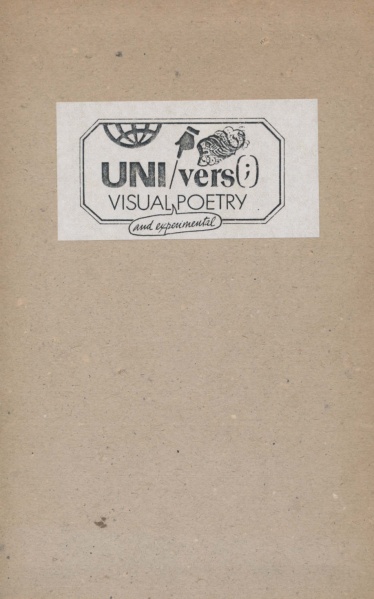 UNI/vers(;)
VISUAL POETRY
and experimental